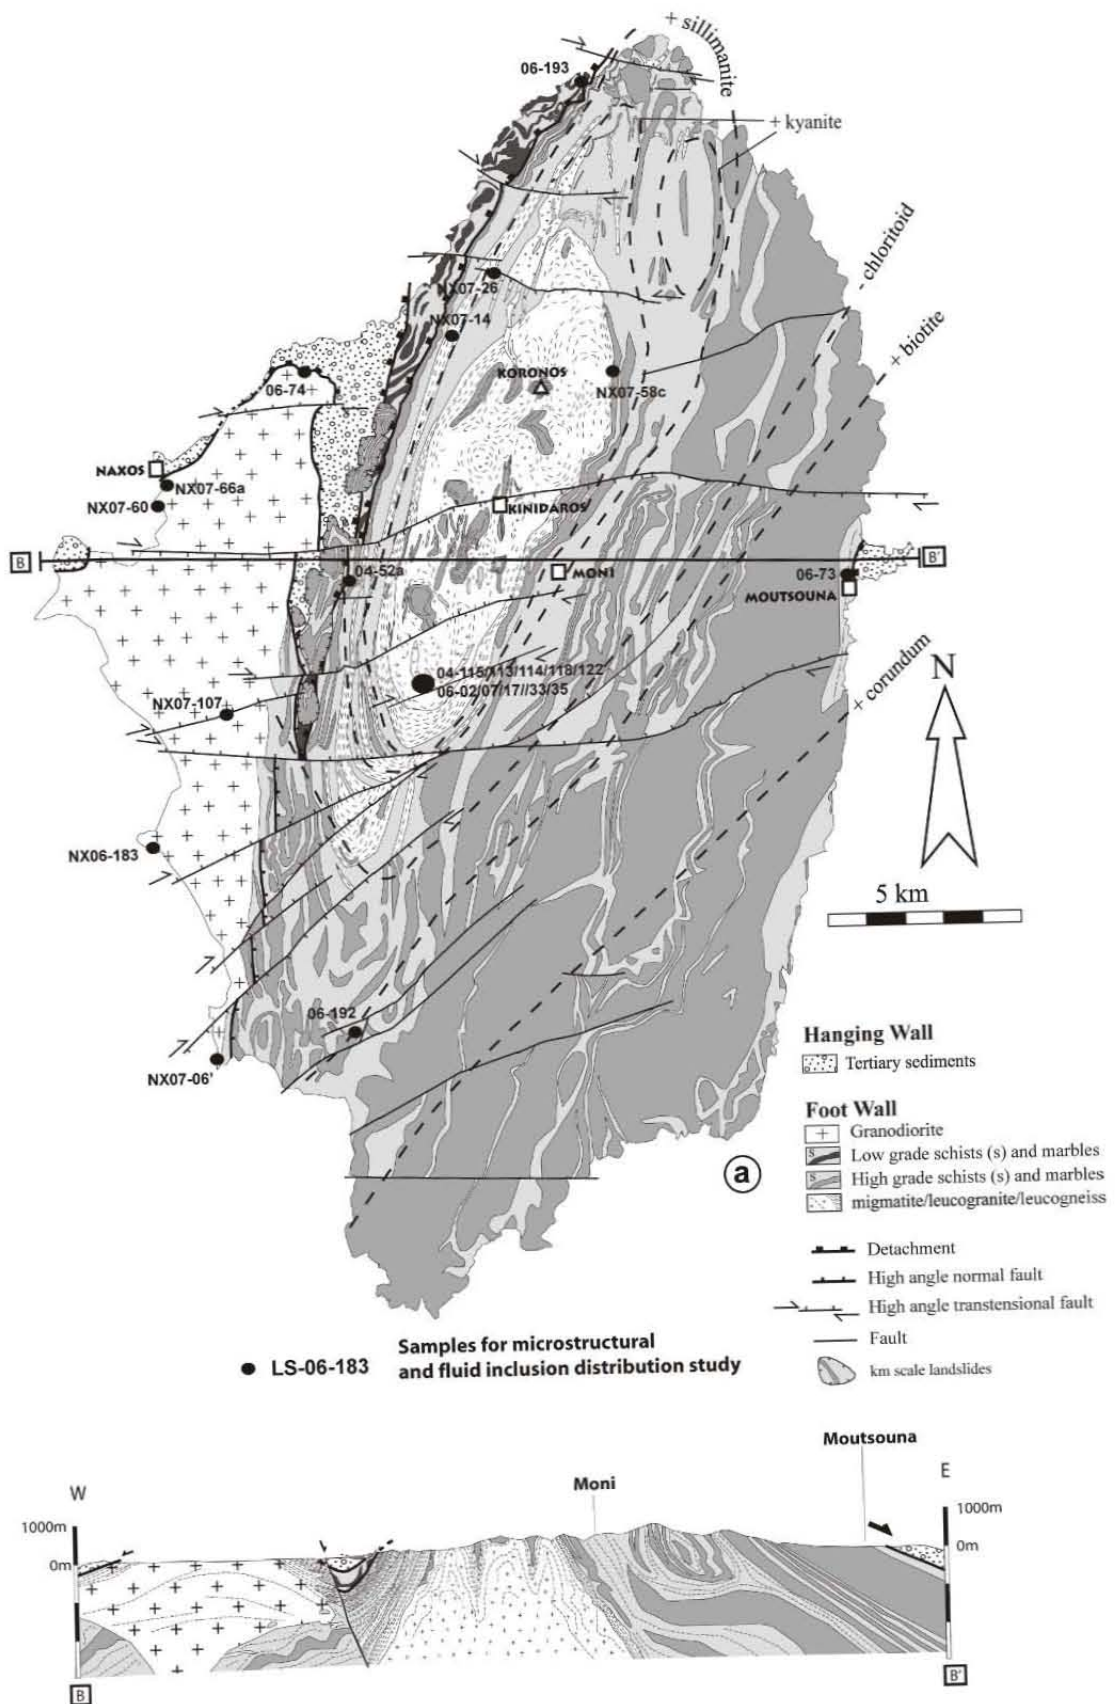 + sillimanite
06-193
+ kyanite
- chloritoid
+ biotite
NX07-26
NX07-14
KORONOS
06-74
NX07-58c
NAXOS
NX07-66a
NX07-60
KINIDAROS
B
B'
04-52a
MONI
06-73
MOUTSOUNA
+ corundum
04-115/113/114/118/122
06-02/07/17//33/35
N
NX07-107
NX06-183
5 km
06-192
NX07-06'
a
Hanging Wall
Tertiary sediments
Foot Wall
Granodiorite
s
Low grade schists (s) and marbles
s
High grade schists (s) and marbles
migmatite/leucogranite/leucogneiss
Detachment
High angle normal fault
High angle transtensional fault
Fault
km scale landslides
LS-06-183
Samples for microstructural
and fluid inclusion distribution study
Moutsouna
W
Moni
E
1000m
0m
1000m
0m
B
B'